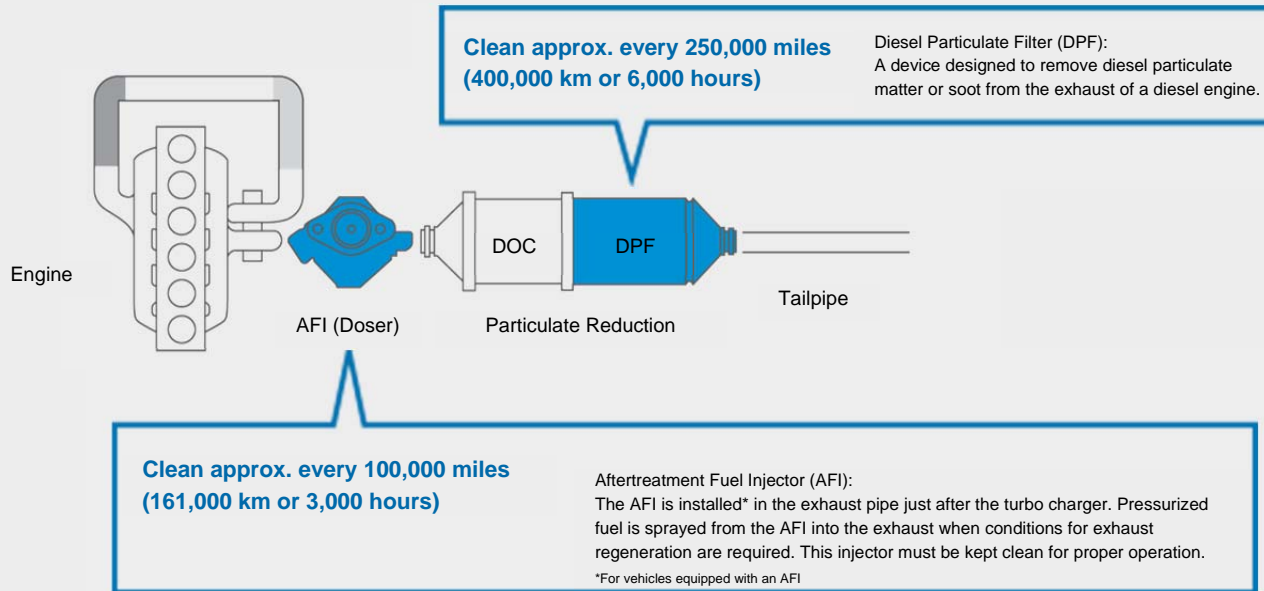 Clean approx. every 250,000 miles
(400,000 km or 6,000 hours)
Diesel Particulate Filter (DPF):
A device designed to remove diesel particulate
matter or soot from the exhaust of a diesel engine.
Engine
AFI (Doser)
DOC
DPF
Particulate Reduction
Tailpipe
Clean approx. every 100,000 miles
(161,000 km or 3,000 hours)
Aftertreatment Fuel Injector (AFI):
The AFI is installed* in the exhaust pipe just after the turbo charger. Pressurized
fuel is sprayed from the AFI into the exhaust when conditions for exhaust
regeneration are required. This injector must be kept clean for proper operation.
*For vehicles equipped with an AFI